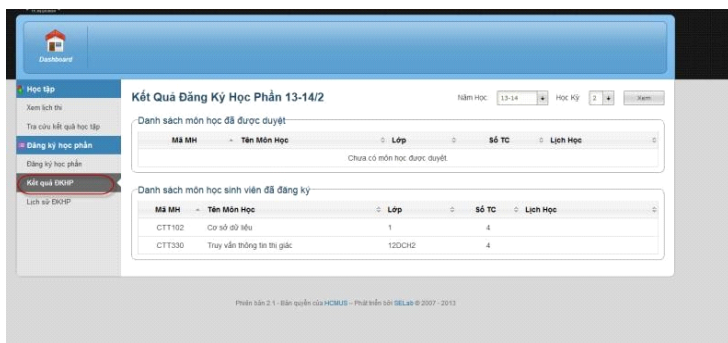 Dashboard
Học tập
Xem lịch thi
Tra cứu kết quả học tập
Đăng ký học phần
Đăng ký học phần
Kết quả ĐKHP
Lịch sử ĐKHP
Kết Quả Đăng Ký Học Phần 13-14/2
Năm Học 13-14 Học Kỳ 2 Xem
Danh sách môn học đã được duyệt
Mã MH Tên Môn Học Lớp Số TC Lịch Học
Chưa có môn học được duyệt.
Danh sách môn học sinh viên đã đăng ký
Mã MH Tên Môn Học Lớp Số TC Lịch Học
CTT102 Cơ sở dữ liệu 1 4
CTT330 Truy vấn thông tin thị giác 12DCH2 4
Phiên bản 2.1 - Bản quyền của HCMUS – Phát triển bởi SELab © 2007 - 2013